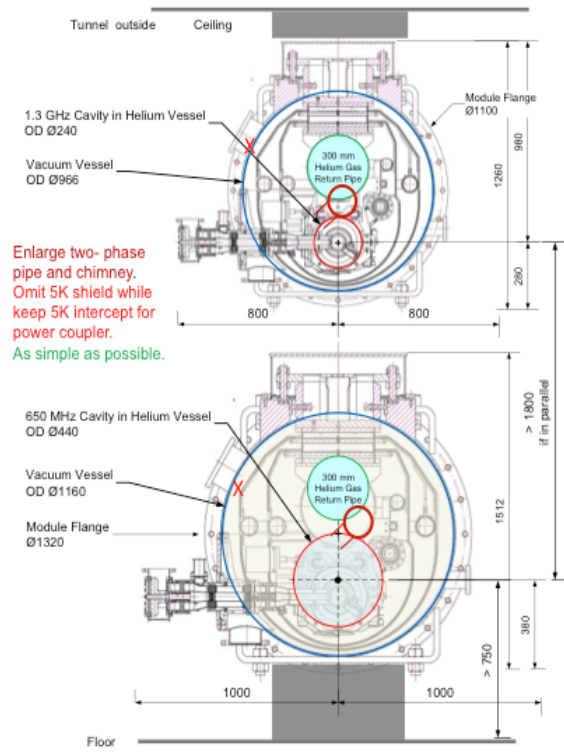 Tunnel outside Ceiling
1.3 GHz Cavity in Helium Vessel
OD Ø240
Module Flange
Ø1100
Vacuum Vessel
OD Ø966
300 mm
Helium Gas
Return Pipe
X
980
1260
280
800
800
Enlarge two- phase
pipe and chimney.
Omit 5K shield while
keep 5K intercept for
power coupler.
As simple as possible.
> 1800
if in parallel
650 MHz Cavity in Helium Vessel
OD Ø440
Vacuum Vessel
OD Ø1160
300 mm
Helium Gas
Return Pipe
X
Module Flange
Ø1320
1512
380
> 750
1000
1000
Floor